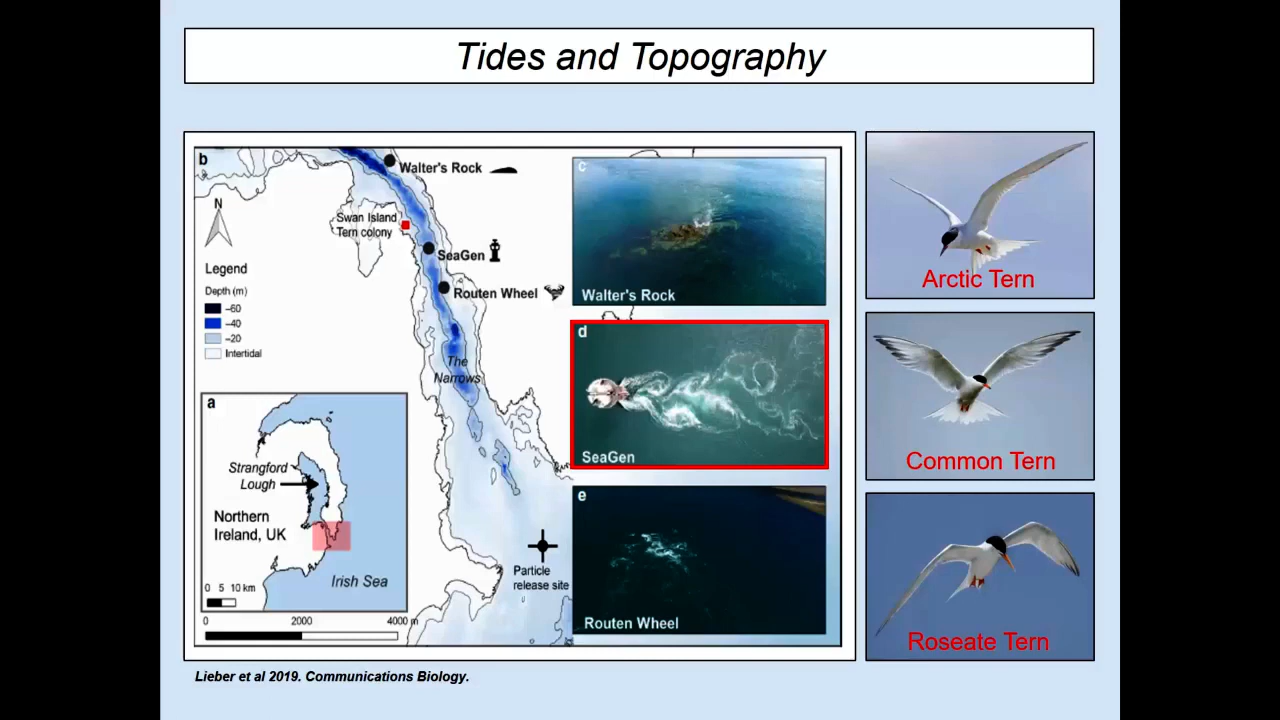 Tides and Topography
b
Walter's Rock
N
Swan Island
Tern colony
SeaGen
Routen Wheel
Legend
Depth (m)
–60
–40
–20
Intertidal
The
Narrows
a
Strangford
Lough
Northern
Ireland, UK
Irish Sea
0 5 10 km
0 2000 4000 m
Particle
release site
c
Walter's Rock
d
SeaGen
e
Routen Wheel
Arctic Tern
Common Tern
Roseate Tern
Lieber et al 2019. Communications Biology.